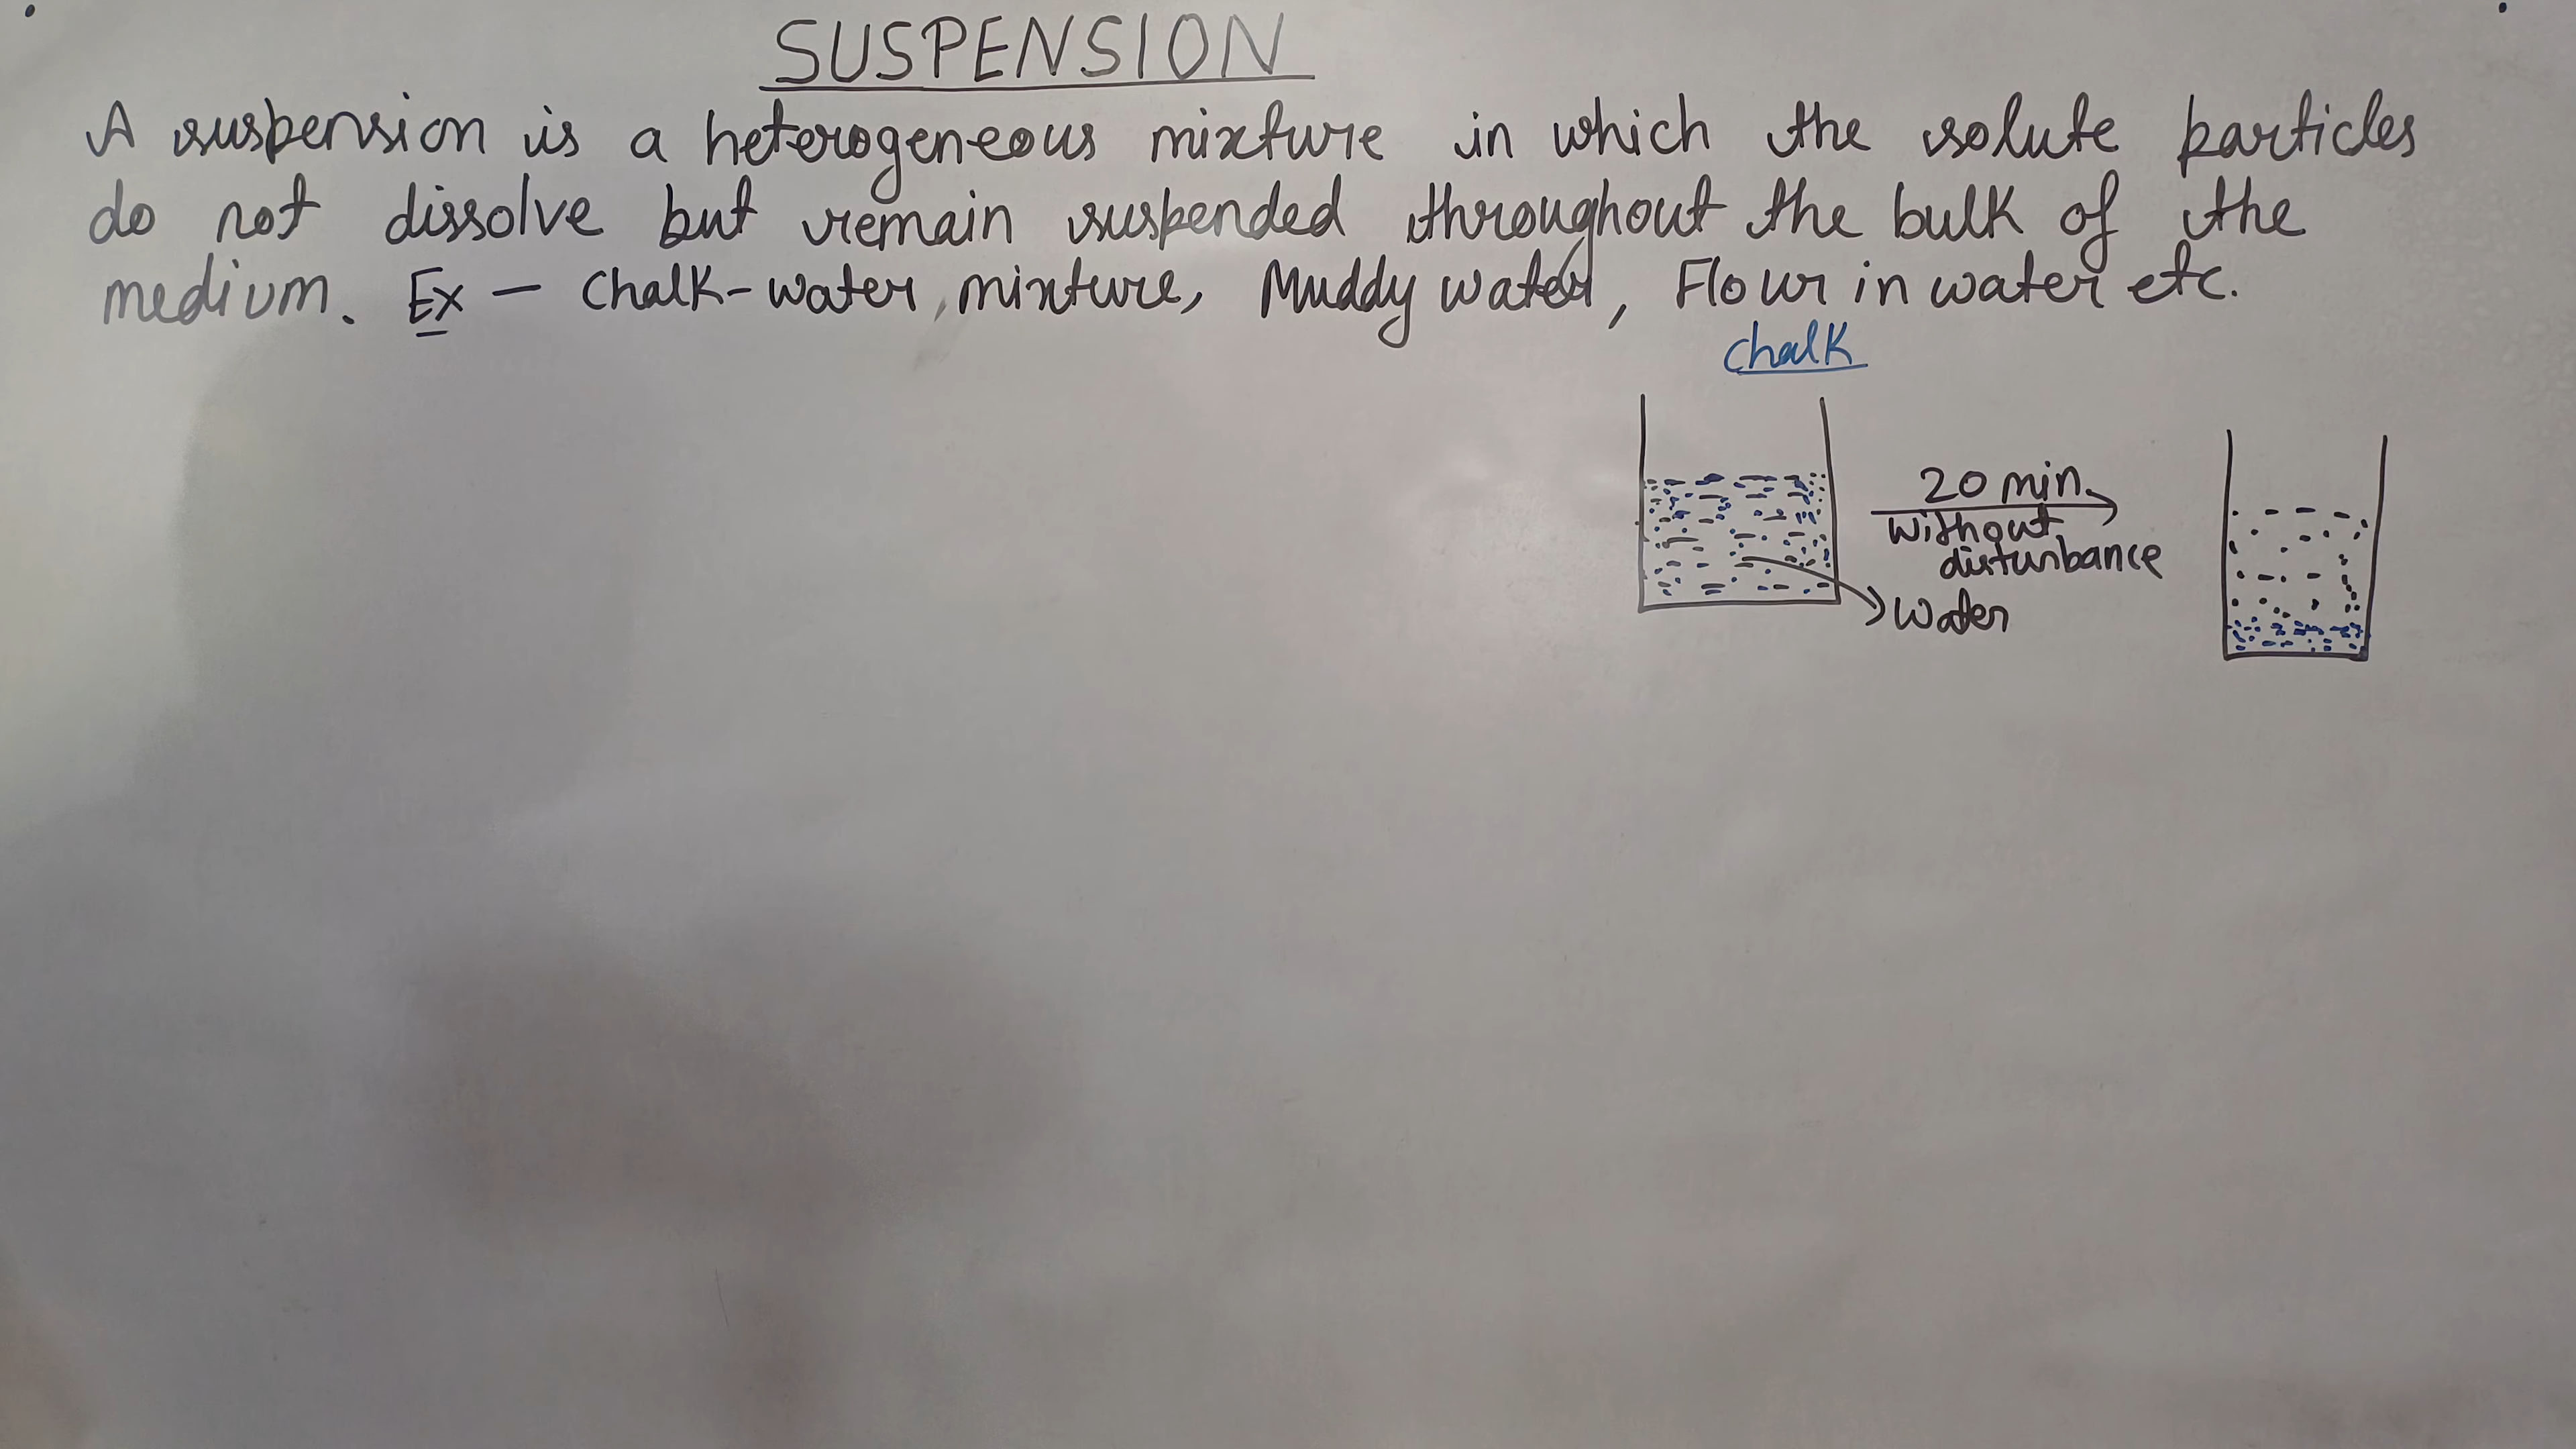 SUSPENSION
A suspension is a heterogeneous mixture in which the solute particles
do not dissolve but remain suspended throughout the bulk of the
medium. Ex - Chalk-water, mixture, Muddy water, Flour in water etc.
Chalk
20 min
without
disturbance
water